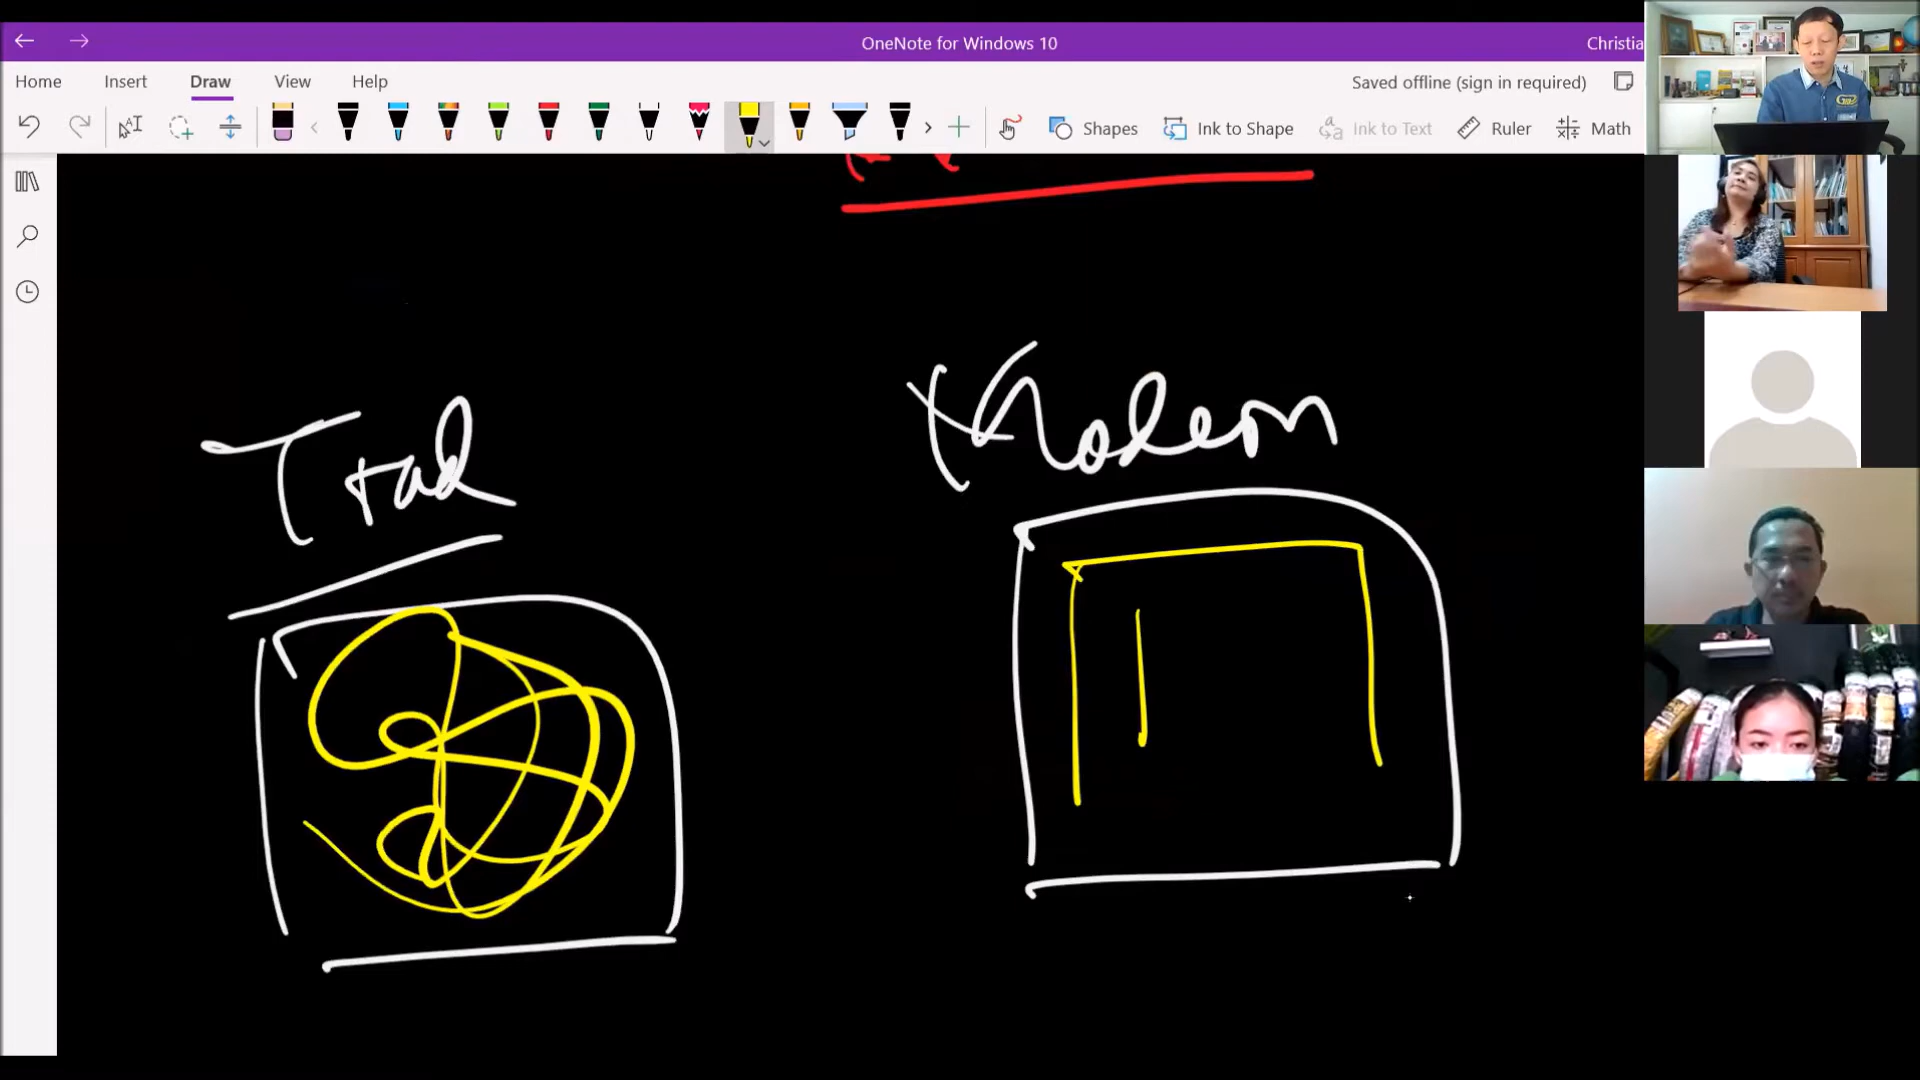 OneNote for Windows 10
Christia
Home Insert Draw View Help
Saved offline (sign in required)
Shapes Ink to Shape Ink to Text Ruler Math
Trad
Modern